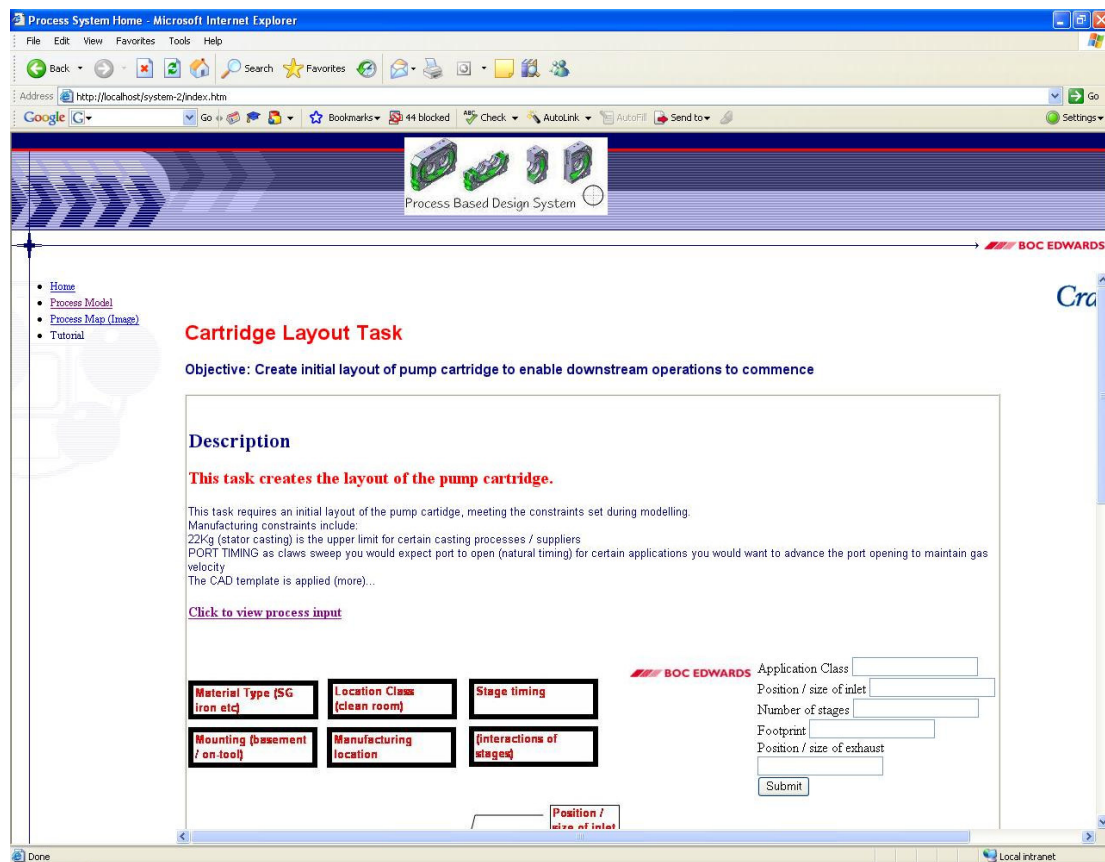 Process System Home - Microsoft Internet Explorer
File Edit View Favorites Tools Help
Back Search Favorites
Address http://localhost/system-2/index.htm Go
Google G Go Bookmarks 44 blocked ABC Check AutoLink AutoFill Send to Settings
Process Based Design System
BOC EDWARDS
Home
Process Model
Process Map (Image)
Tutorial
Cartridge Layout Task
Objective: Create initial layout of pump cartridge to enable downstream operations to commence
Description
This task creates the layout of the pump cartridge.
This task requires an initial layout of the pump cartidge, meeting the constraints set during modelling.
Manufacturing constraints include:
22Kg (stator casting) is the upper limit for certain casting processes / suppliers
PORT TIMING as claws sweep you would expect port to open (natural timing) for certain applications you would want to advance the port opening to maintain gas
velocity
The CAD template is applied (more)...
Click to view process input
BOC EDWARDS
Material Type (SG
iron etc)
Location Class
(clean room)
Stage timing
Mounting (basement
/ on-tool)
Manufacturing
location
(interactions of
stages)
Application Class
Position / size of inlet
Number of stages
Footprint
Position / size of exhaust
Submit
Position /
size of inlet
Done Local intranet